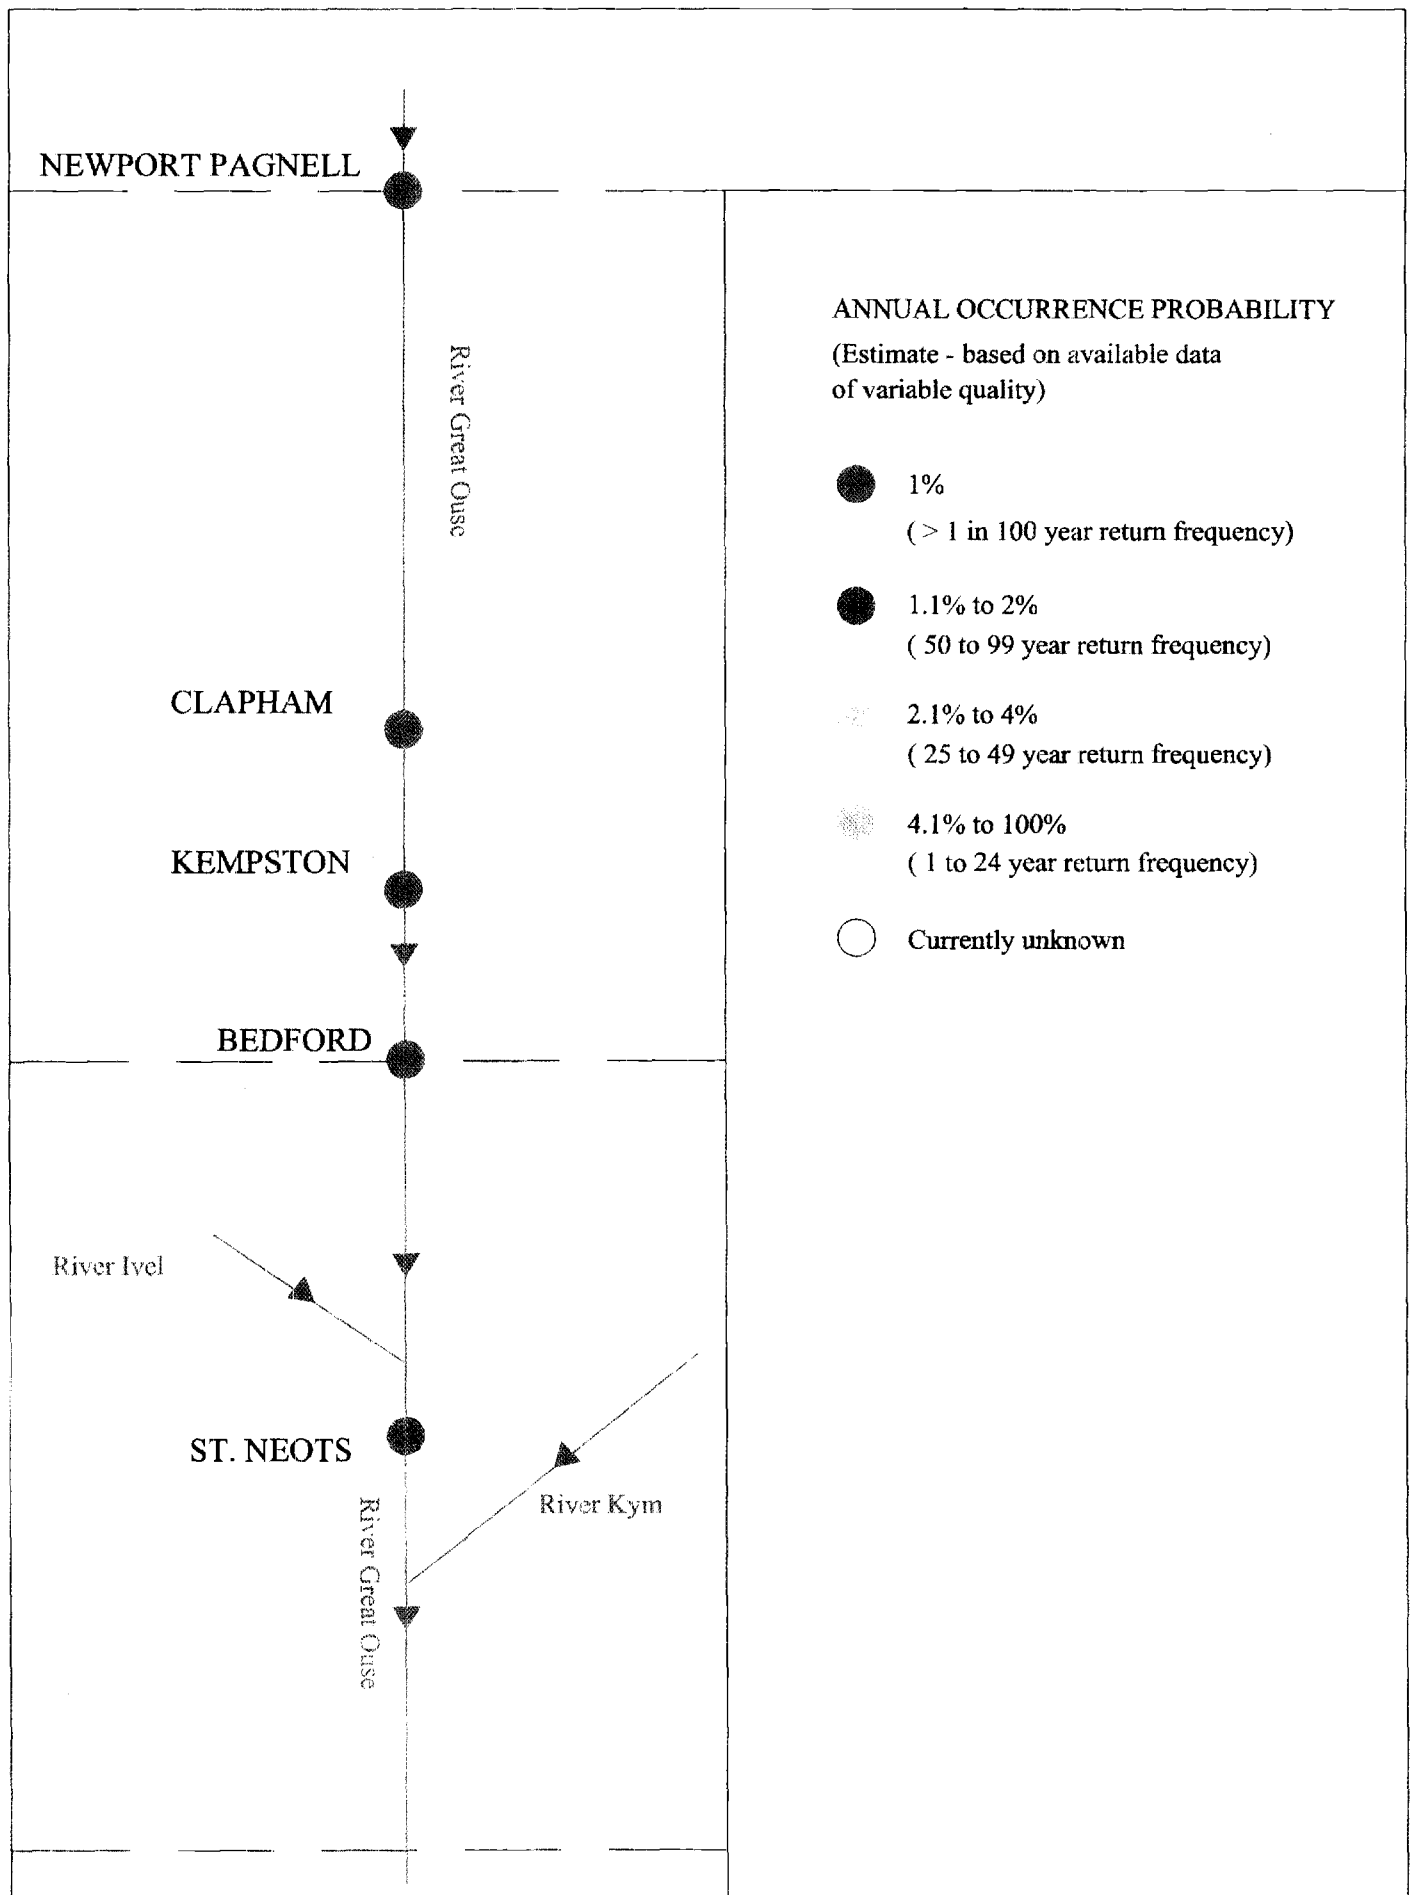 NEWPORT PAGNELL
River Great Ouse
CLAPHAM
KEMPSTON
BEDFORD
River Ivel
ST. NEOTS
River Kym
River Great Ouse
ANNUAL OCCURRENCE PROBABILITY
(Estimate - based on available data
of variable quality)
1%
( > 1 in 100 year return frequency)
1.1% to 2%
( 50 to 99 year return frequency)
2.1% to 4%
( 25 to 49 year return frequency)
4.1% to 100%
( 1 to 24 year return frequency)
Currently unknown